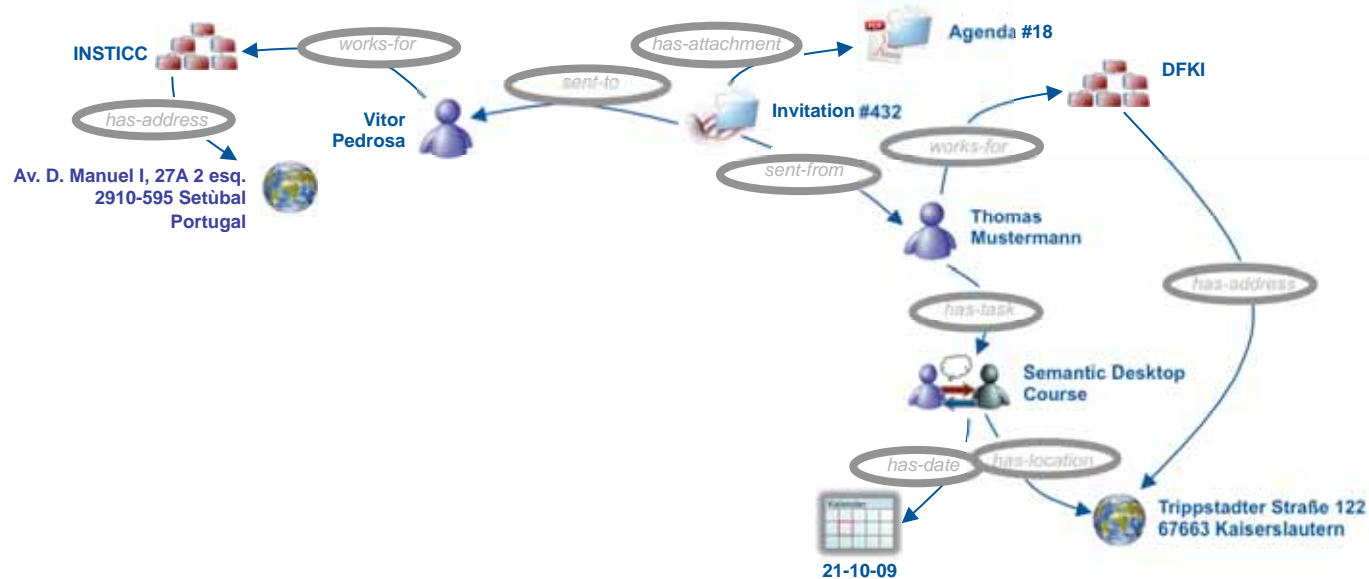 INSTICC
works-for
has-attachment
PDF
Agenda #18
DFKI
sent-to
has-address
Vitor
Pedrosa
Invitation #432
works-for
sent-from
Av. D. Manuel I, 27A 2 esq.
2910-595 Setùbal
Portugal
Thomas
Mustermann
has-address
has-task
Semantic Desktop
Course
has-date
has-location
Kalender
Trippstadter Straße 122
67663 Kaiserslautern
21-10-09